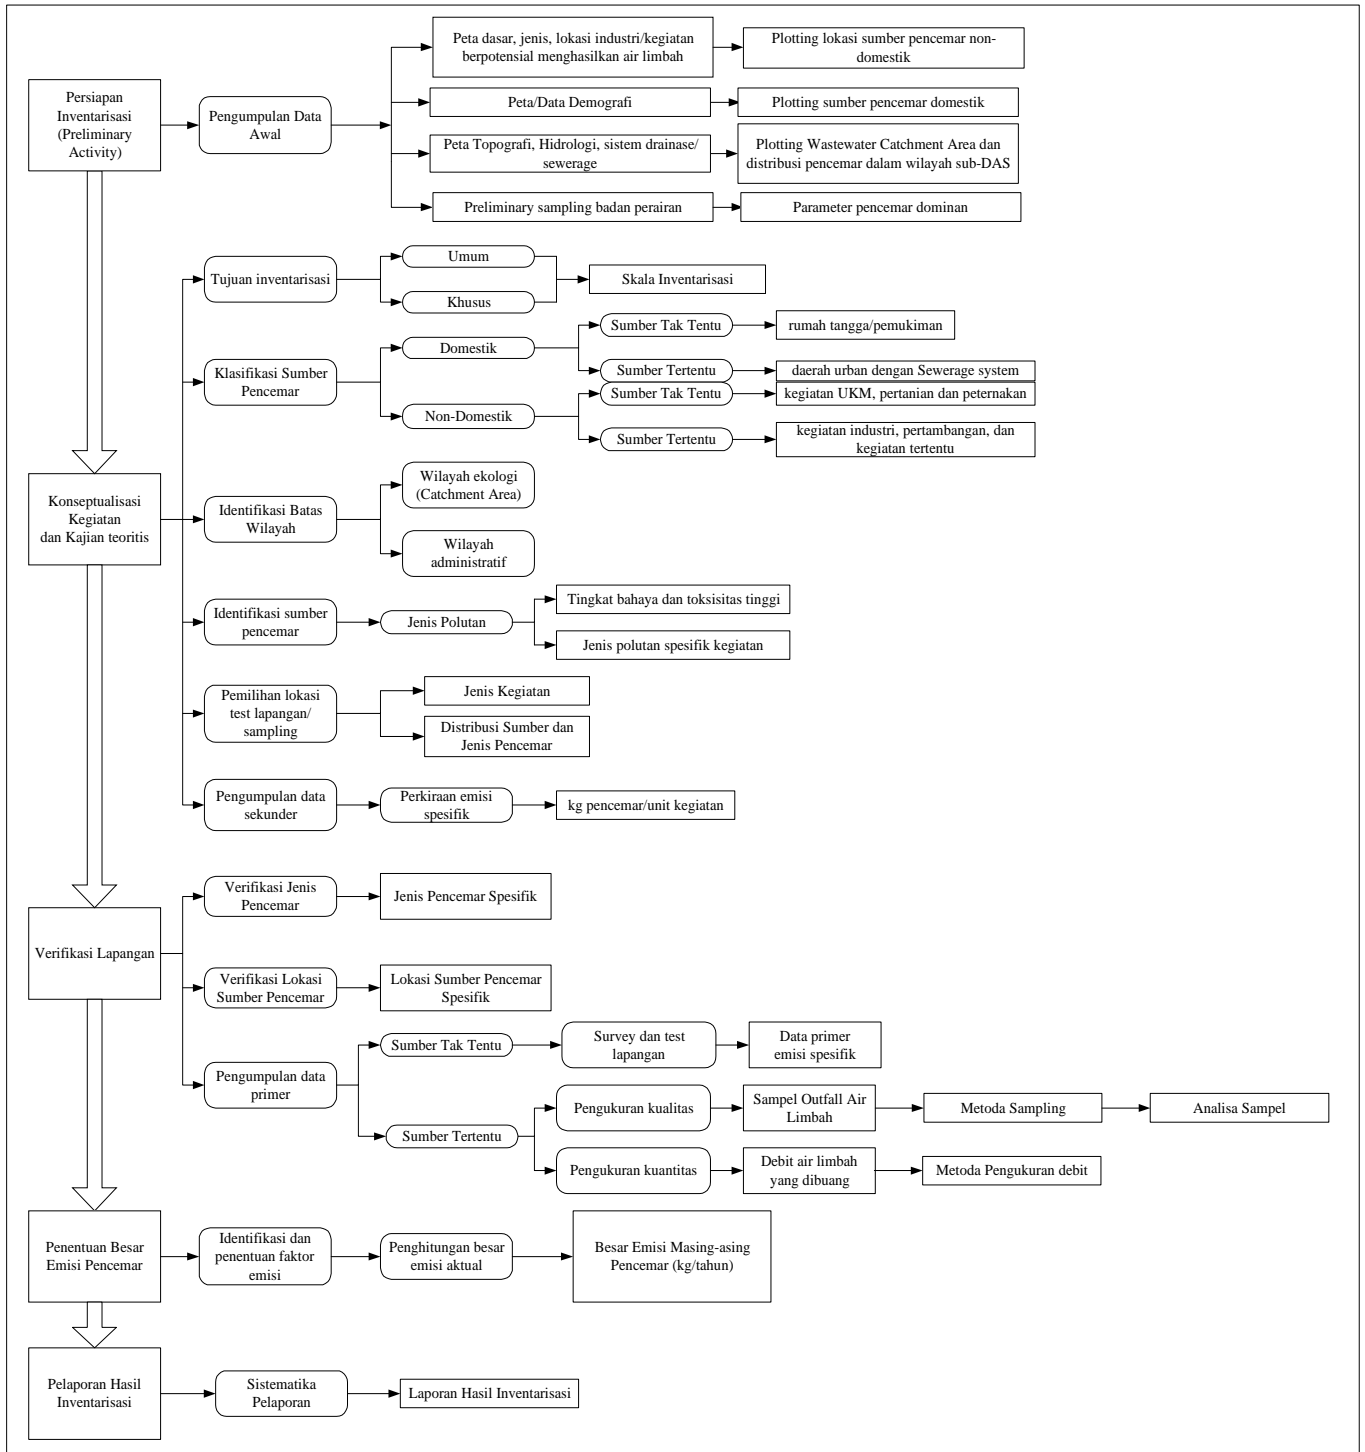 Persiapan
Inventarisasi
(Preliminary
Activity)
Pengumpulan Data
Awal
Peta dasar, jenis, lokasi industri/kegiatan
berpotensial menghasilkan air limbah
Plotting lokasi sumber pencemar non-
domestik
Peta/Data Demografi
Plotting sumber pencemar domestik
Peta Topografi, Hidrologi, sistem drainase/
sewerage
Plotting Wastewater Catchment Area dan
distribusi pencemar dalam wilayah sub-DAS
Preliminary sampling badan perairan
Parameter pencemar dominan
Konseptualisasi
Kegiatan
dan Kajian teoritis
Tujuan inventarisasi
Umum
Khusus
Skala Inventarisasi
Klasifikasi Sumber
Pencemar
Domestik
Sumber Tak Tentu
rumah tangga/pemukiman
Sumber Tertentu
daerah urban dengan Sewerage system
Non-Domestik
Sumber Tak Tentu
kegiatan UKM, pertanian dan peternakan
Sumber Tertentu
kegiatan industri, pertambangan, dan
kegiatan tertentu
Identifikasi Batas
Wilayah
Wilayah ekologi
(Catchment Area)
Wilayah
administratif
Identifikasi sumber
pencemar
Jenis Polutan
Tingkat bahaya dan toksisitas tinggi
Jenis polutan spesifik kegiatan
Pemilihan lokasi
test lapangan/
sampling
Jenis Kegiatan
Distribusi Sumber dan
Jenis Pencemar
Pengumpulan data
sekunder
Perkiraan emisi
spesifik
kg pencemar/unit kegiatan
Verifikasi Lapangan
Verifikasi Jenis
Pencemar
Jenis Pencemar Spesifik
Verifikasi Lokasi
Sumber Pencemar
Lokasi Sumber Pencemar
Spesifik
Pengumpulan data
primer
Sumber Tak Tentu
Survey dan test
lapangan
Data primer
emisi spesifik
Sumber Tertentu
Pengukuran kualitas
Sampel Outfall Air
Limbah
Metoda Sampling
Analisa Sampel
Pengukuran kuantitas
Debit air limbah
yang dibuang
Metoda Pengukuran debit
Penentuan Besar
Emisi Pencemar
Identifikasi dan
penentuan faktor
emisi
Penghitungan besar
emisi aktual
Besar Emisi Masing-asing
Pencemar (kg/tahun)
Pelaporan Hasil
Inventarisasi
Sistematika
Pelaporan
Laporan Hasil Inventarisasi